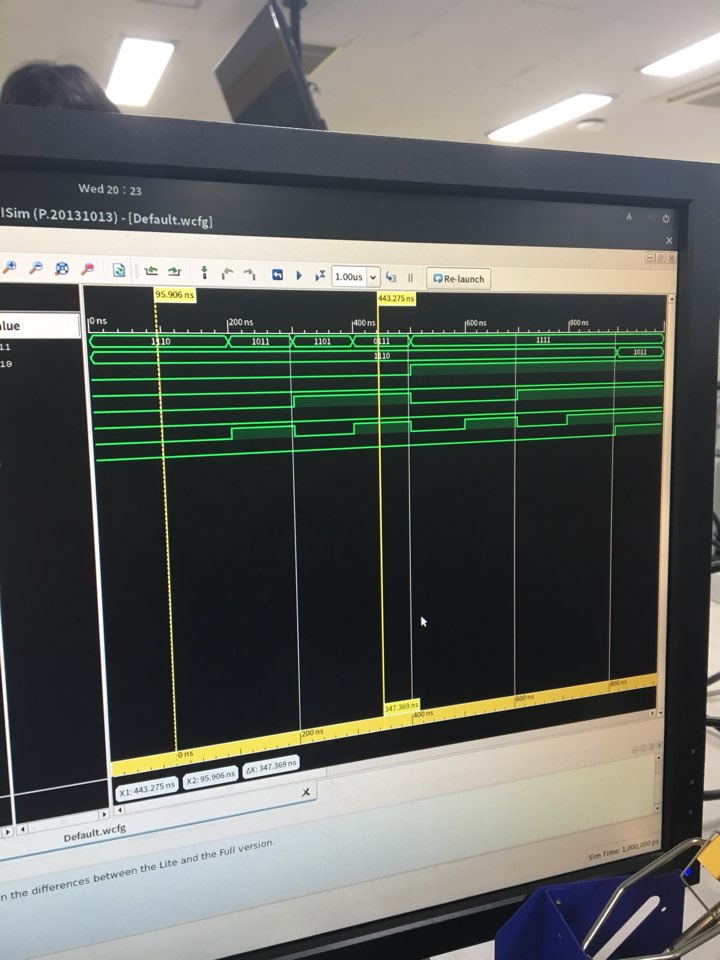 Wed 20 : 23
ISim (P.20131013) - [Default.wcfg]
A
1.00us
Re-launch
95.906 ns
443.275 ns
alue
0 ns
200 ns
400 ns
600 ns
800 ns
11
1110
1011
1101
0111
1111
10
1110
1011
347.369 ns
0 ns
200 ns
400 ns
600 ns
800 ns
X1: 443.275 ns
X2: 95.906 ns
ΔX: 347.369 ns
Default.wcfg
n the differences between the Lite and the Full version.
Sim Time: 1,000,000 ps